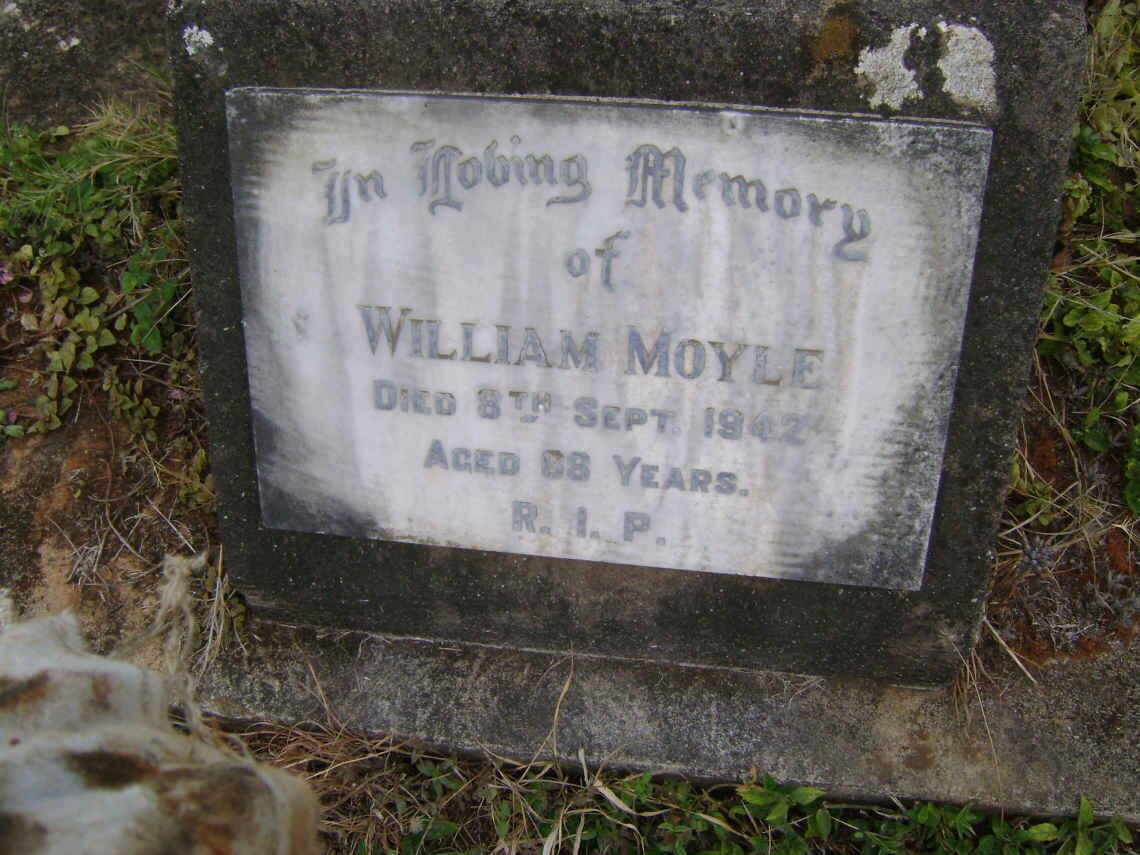 In Loving Memory
of
WILLIAM MOYLE
DIED 8TH SEPT. 1942
AGED 68 YEARS.
R. I. P.